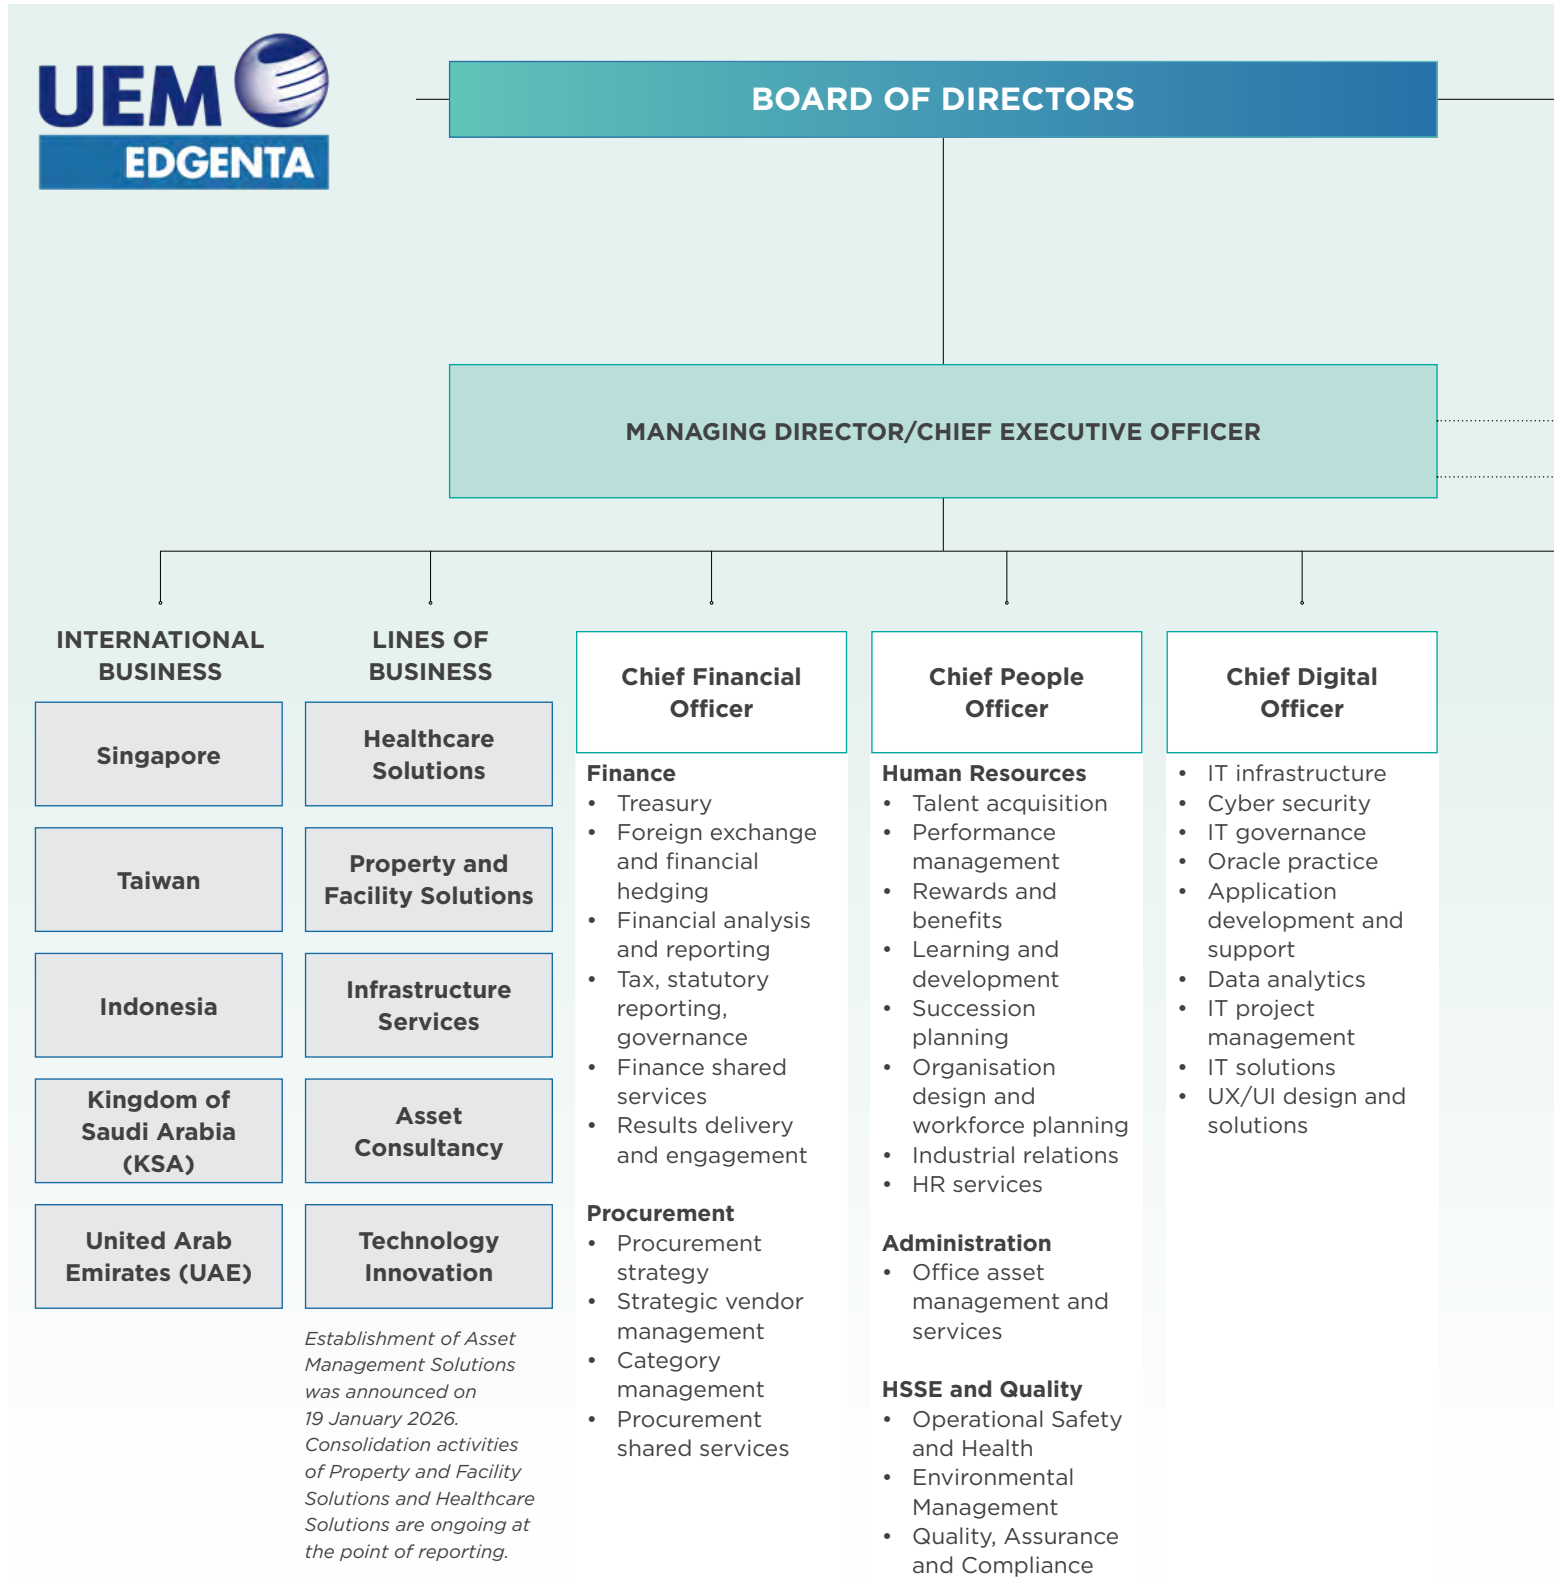 UEM
EDGENTA
BOARD OF DIRECTORS
MANAGING DIRECTOR/CHIEF EXECUTIVE OFFICER
INTERNATIONAL
BUSINESS
Singapore
Taiwan
Indonesia
Kingdom of
Saudi Arabia
(KSA)
United Arab
Emirates (UAE)
LINES OF
BUSINESS
Healthcare
Solutions
Property and
Facility Solutions
Infrastructure
Services
Asset
Consultancy
Technology
Innovation
Establishment of Asset
Management Solutions
was announced on
19 January 2026.
Consolidation activities
of Property and Facility
Solutions and Healthcare
Solutions are ongoing at
the point of reporting.
Chief Financial
Officer
Finance
• Treasury
• Foreign exchange
and financial
hedging
• Financial analysis
and reporting
• Tax, statutory
reporting,
governance
• Finance shared
services
• Results delivery
and engagement
Procurement
• Procurement
strategy
• Strategic vendor
management
• Category
management
• Procurement
shared services
Chief People
Officer
Human Resources
• Talent acquisition
• Performance
management
• Rewards and
benefits
• Learning and
development
• Succession
planning
• Organisation
design and
workforce planning
• Industrial relations
• HR services
Administration
• Office asset
management and
services
HSSE and Quality
• Operational Safety
and Health
• Environmental
Management
• Quality, Assurance
and Compliance
Chief Digital
Officer
• IT infrastructure
• Cyber security
• IT governance
• Oracle practice
• Application
development and
support
• Data analytics
• IT project
management
• IT solutions
• UX/UI design and
solutions